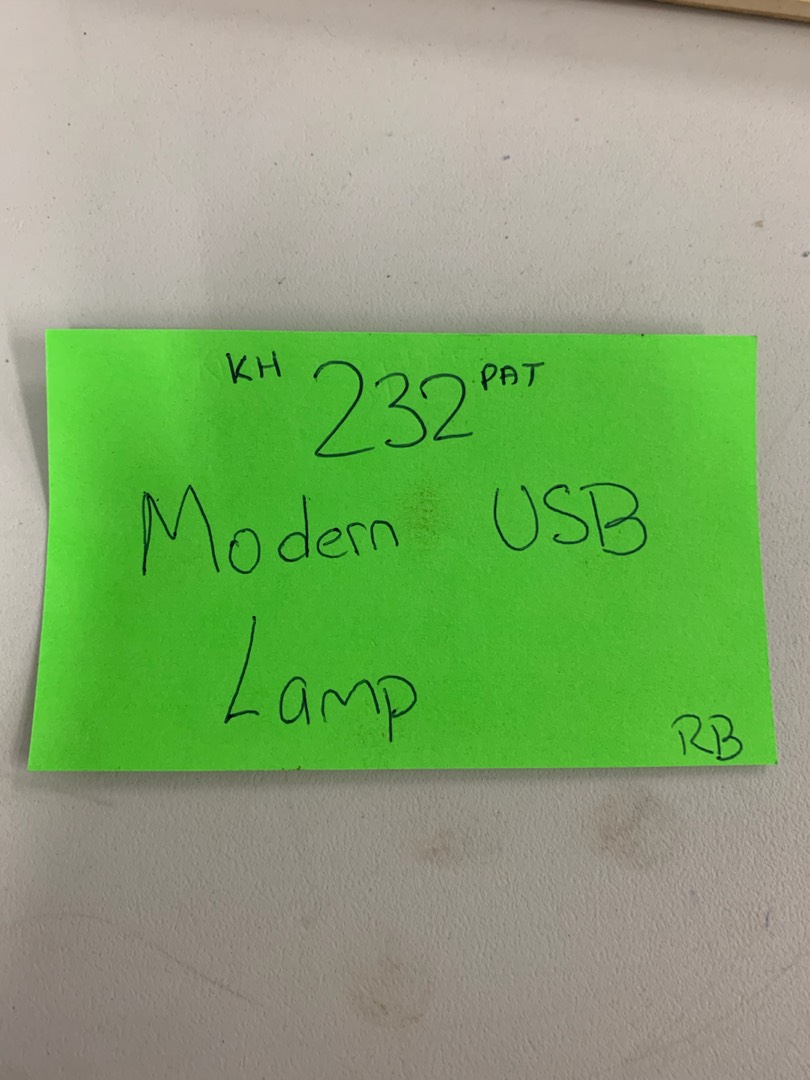 KH 232 PAT
Modern USB
Lamp
RB